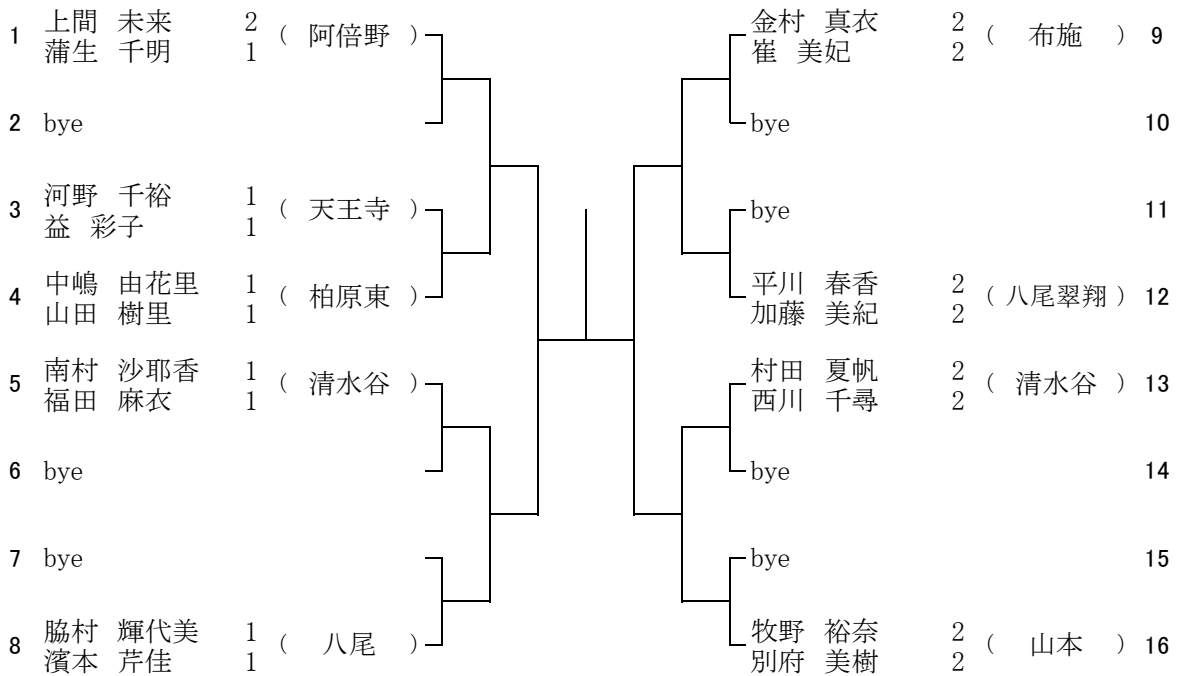 1 上間 未来 2 ( 阿倍野 )
蒲生 千明 1
2 bye
3 河野 千裕 1 ( 天王寺 )
益 彩子 1
4 中嶋 由花里 1 ( 柏原東 )
山田 樹里 1
5 南村 沙耶香 1 ( 清水谷 )
福田 麻衣 1
6 bye
7 bye
8 脇村 輝代美 1 ( 八尾 )
濱本 芹佳 1
金村 真衣 2 ( 布施 ) 9
崔 美妃 2
bye 10
bye 11
平川 春香 2 ( 八尾翠翔 ) 12
加藤 美紀 2
村田 夏帆 2 ( 清水谷 ) 13
西川 千尋 2
bye 14
bye 15
牧野 裕奈 2 ( 山本 ) 16
別府 美樹 2